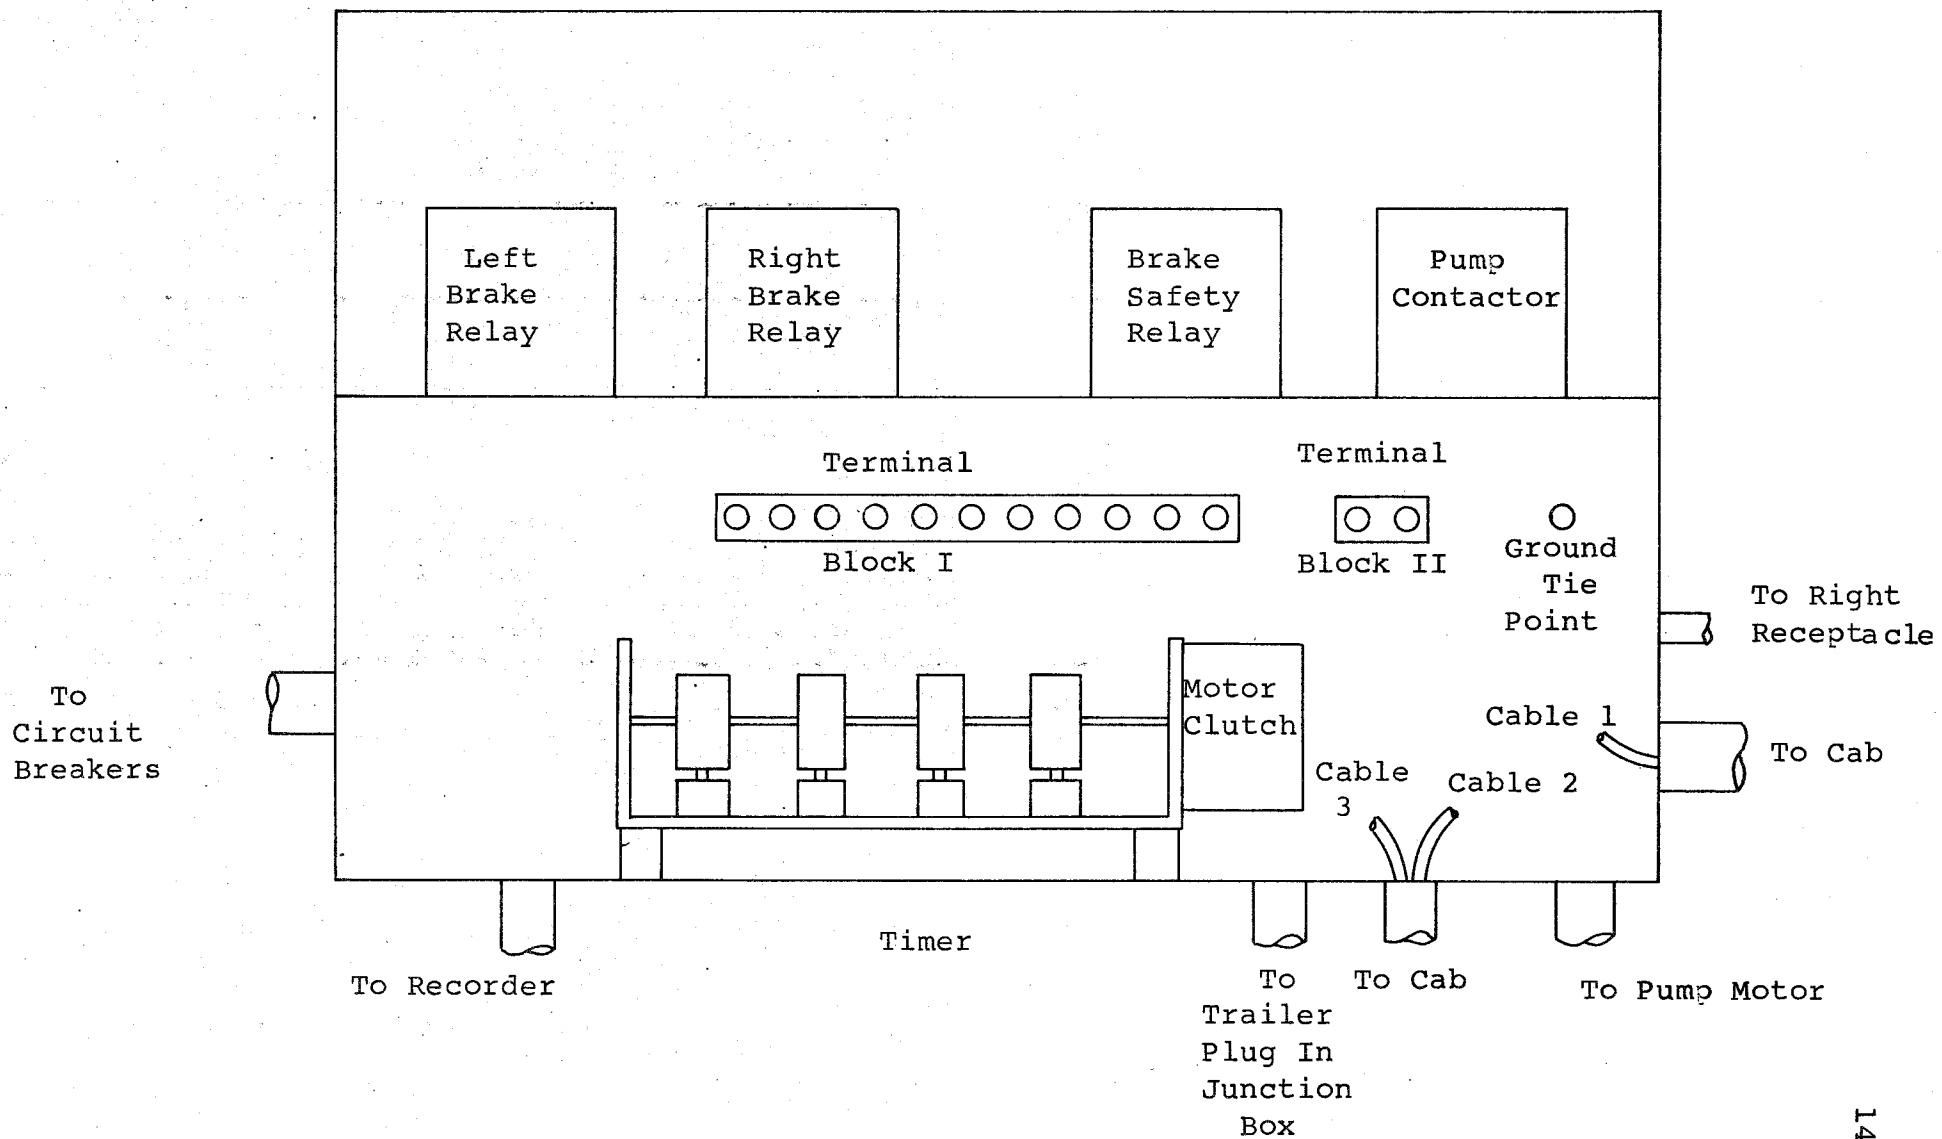 Left
Brake
Relay
Right
Brake
Relay
Brake
Safety
Relay
Pump
Contactor
Terminal
Block I
Terminal
Block II
Ground
Tie
Point
To Right
Receptacle
To
Circuit
Breakers
Motor
Clutch
Cable 1
To Cab
Cable
3
Cable 2
Timer
To Recorder
To
Trailer
Plug In
Junction
Box
To Cab
To Pump Motor
14